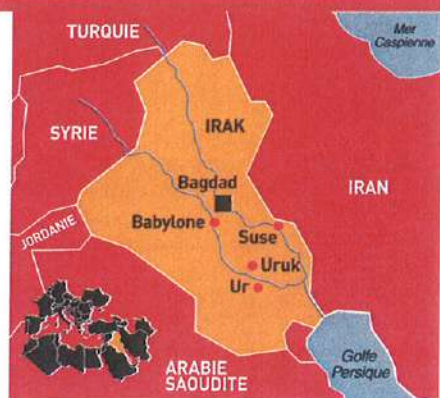 TURQUIE
Mer
Caspienne
SYRIE
IRAK
Bagdad
IRAN
JORDANIE
Babylone
Suse
Uruk
Ur
ARABIE
SAOUDITE
Golfe
Persique